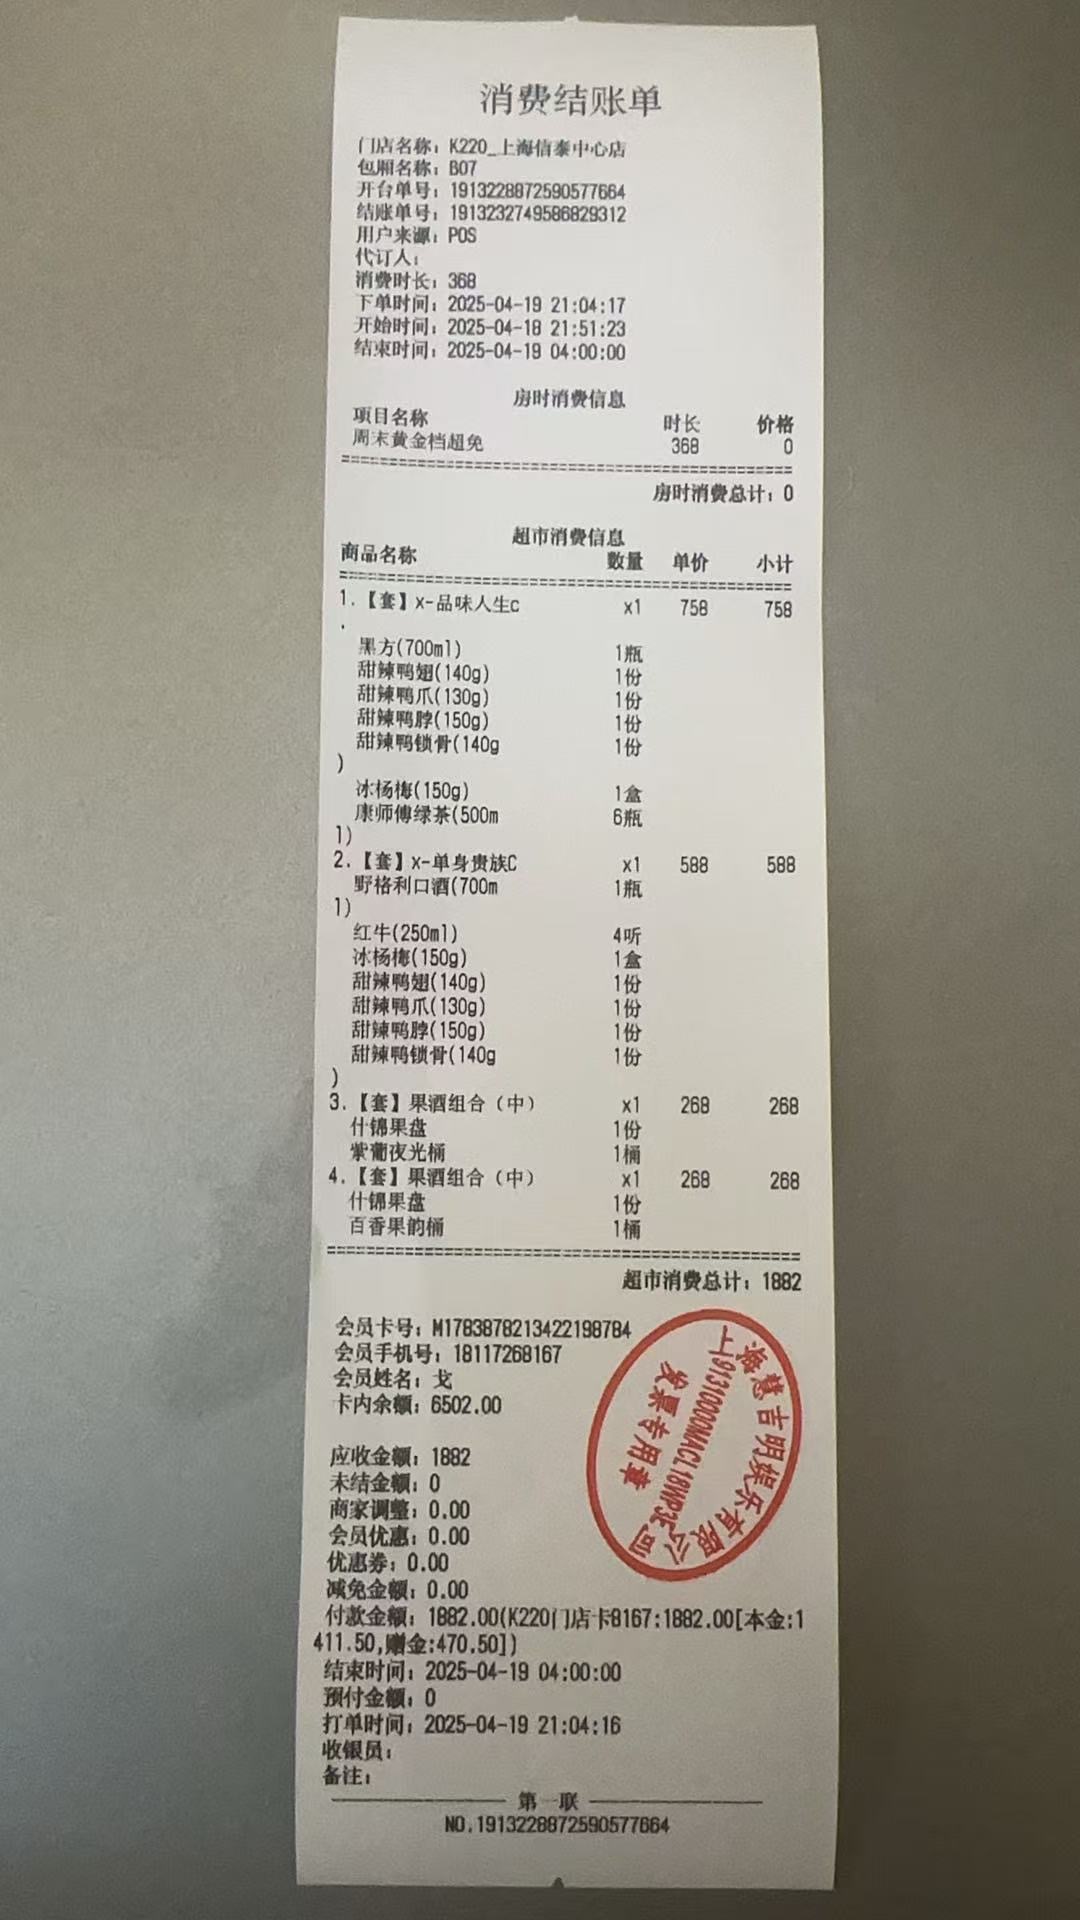 消费结账单
门店名称：K220_上海信泰中心店
包厢名称：B07
开台单号：1913228872590577664
结账单号：1913232749586829312
用户来源：POS
代订人：
消费时长：368
下单时间：2025-04-19 21:04:17
开始时间：2025-04-18 21:51:23
结束时间：2025-04-19 04:00:00
房时消费信息
项目名称 时长 价格
周末黄金档超免 368 0
房时消费总计：0
超市消费信息
商品名称 数量 单价 小计
1.【套】x-品味人生c x1 758 758
.
黑方(700ml) 1瓶
甜辣鸭翅(140g) 1份
甜辣鸭爪(130g) 1份
甜辣鸭脖(150g) 1份
甜辣鸭锁骨(140g 1份
)
冰杨梅(150g) 1盒
康师傅绿茶(500m 6瓶
l)
2.【套】x-单身贵族C x1 588 588
野格利口酒(700m 1瓶
l)
红牛(250ml) 4听
冰杨梅(150g) 1盒
甜辣鸭翅(140g) 1份
甜辣鸭爪(130g) 1份
甜辣鸭脖(150g) 1份
甜辣鸭锁骨(140g 1份
)
3.【套】果酒组合（中） x1 268 268
什锦果盘 1份
紫葡夜光桶 1桶
4.【套】果酒组合（中） x1 268 268
什锦果盘 1份
百香果韵桶 1桶
超市消费总计：1882
会员卡号：M1783878213422198784
会员手机号：18117268167
会员姓名：戈
卡内余额：6502.00
上海慧吉明娱乐有限公司
91310000MACL18WP3E
发票专用章
应收金额：1882
未结金额：0
商家调整：0.00
会员优惠：0.00
优惠券：0.00
减免金额：0.00
付款金额：1882.00(K220门店卡8167:1882.00[本金:1
411.50,赠金:470.50])
结束时间：2025-04-19 04:00:00
预付金额：0
打单时间：2025-04-19 21:04:16
收银员：
备注：
第一联
NO.1913228872590577664